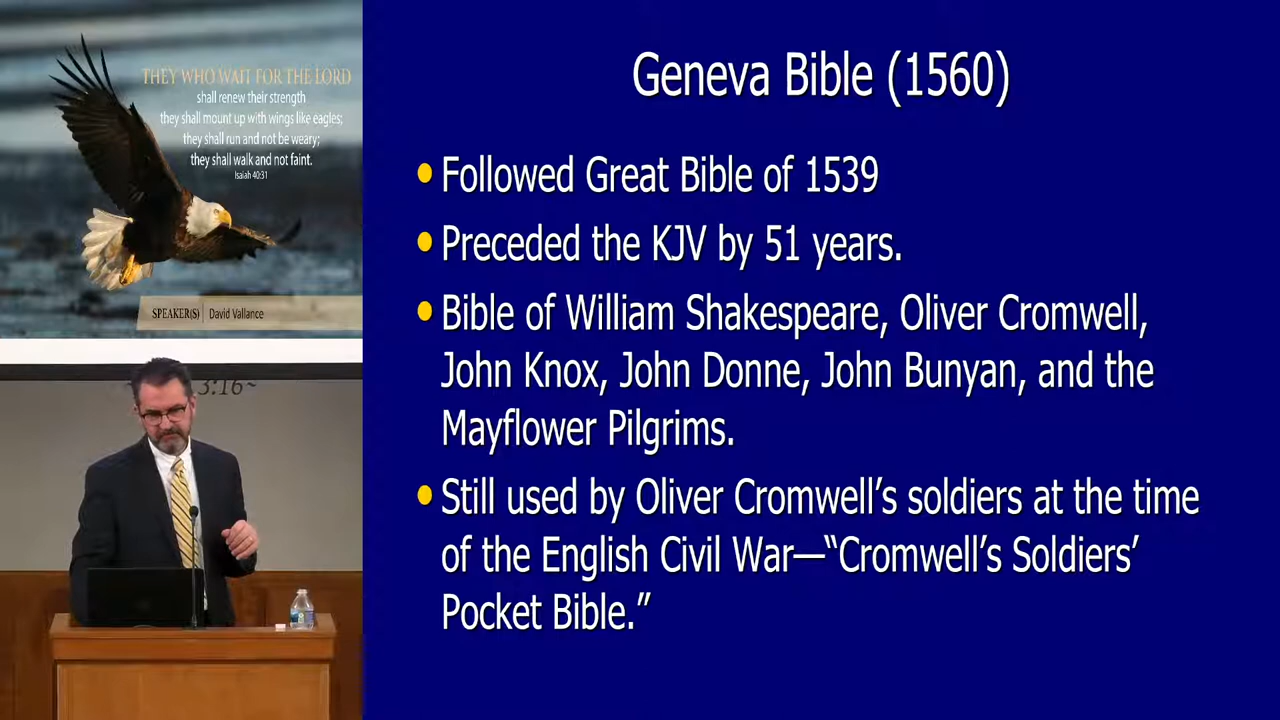 THEY WHO WAIT FOR THE LORD
shall renew their strength
they shall mount up with wings like eagles;
they shall run and not be weary;
they shall walk and not faint.
Isaiah 40:31
SPEAKER(S) | David Vallance
3:16~
Geneva Bible (1560)
• Followed Great Bible of 1539
• Preceded the KJV by 51 years.
• Bible of William Shakespeare, Oliver Cromwell,
John Knox, John Donne, John Bunyan, and the
Mayflower Pilgrims.
• Still used by Oliver Cromwell’s soldiers at the time
of the English Civil War—“Cromwell’s Soldiers’
Pocket Bible.”